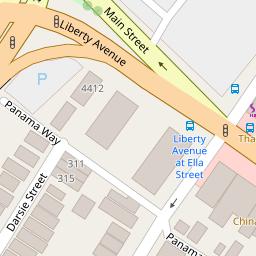 Main Street
Liberty Avenue
P
4412
Panama Way
Liberty
Avenue
at Ella
Street
Tha
311
315
Darsie Street
China
Panama